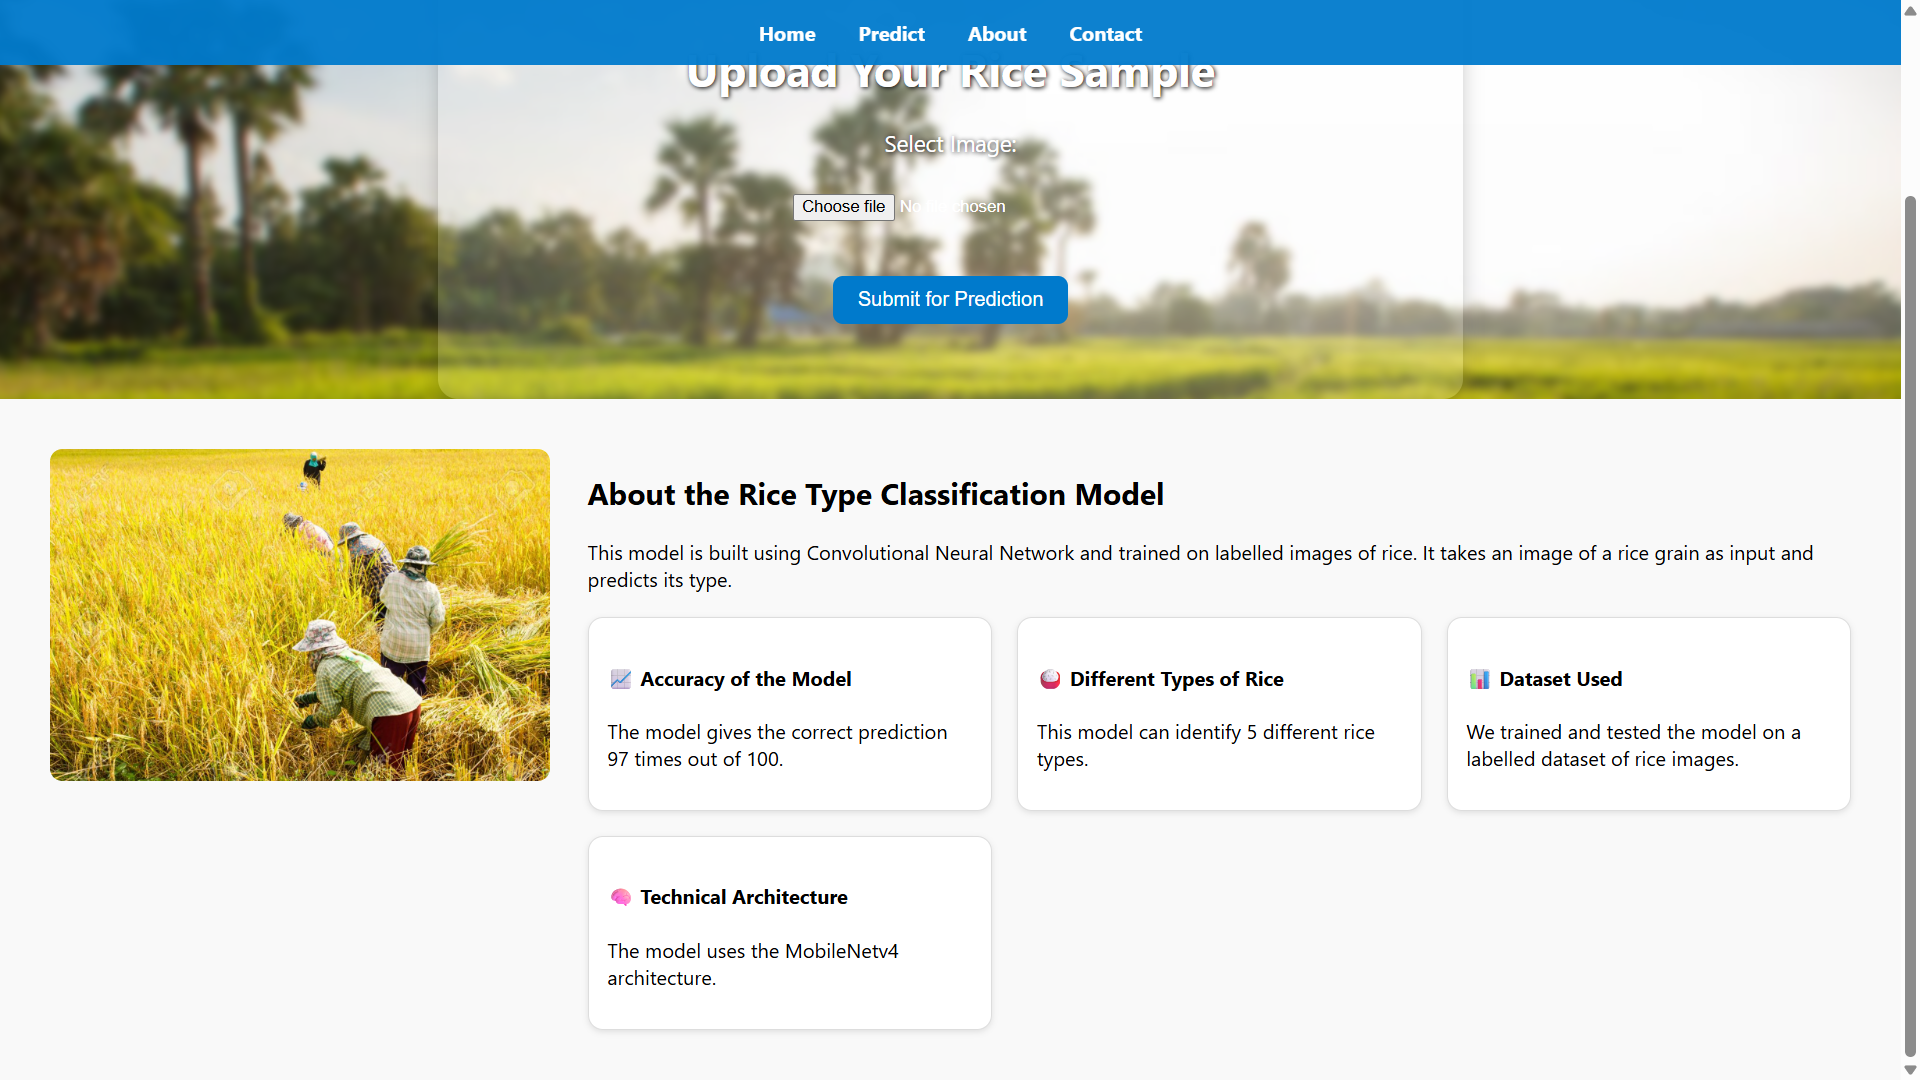 Home Predict About Contact
Upload Your Rice Sample
Select Image:
Choose file No file chosen
Submit for Prediction
About the Rice Type Classification Model
This model is built using Convolutional Neural Network and trained on labelled images of rice. It takes an image of a rice grain as input and
predicts its type.
Accuracy of the Model
The model gives the correct prediction
97 times out of 100.
Different Types of Rice
This model can identify 5 different rice
types.
Dataset Used
We trained and tested the model on a
labelled dataset of rice images.
Technical Architecture
The model uses the MobileNetv4
architecture.